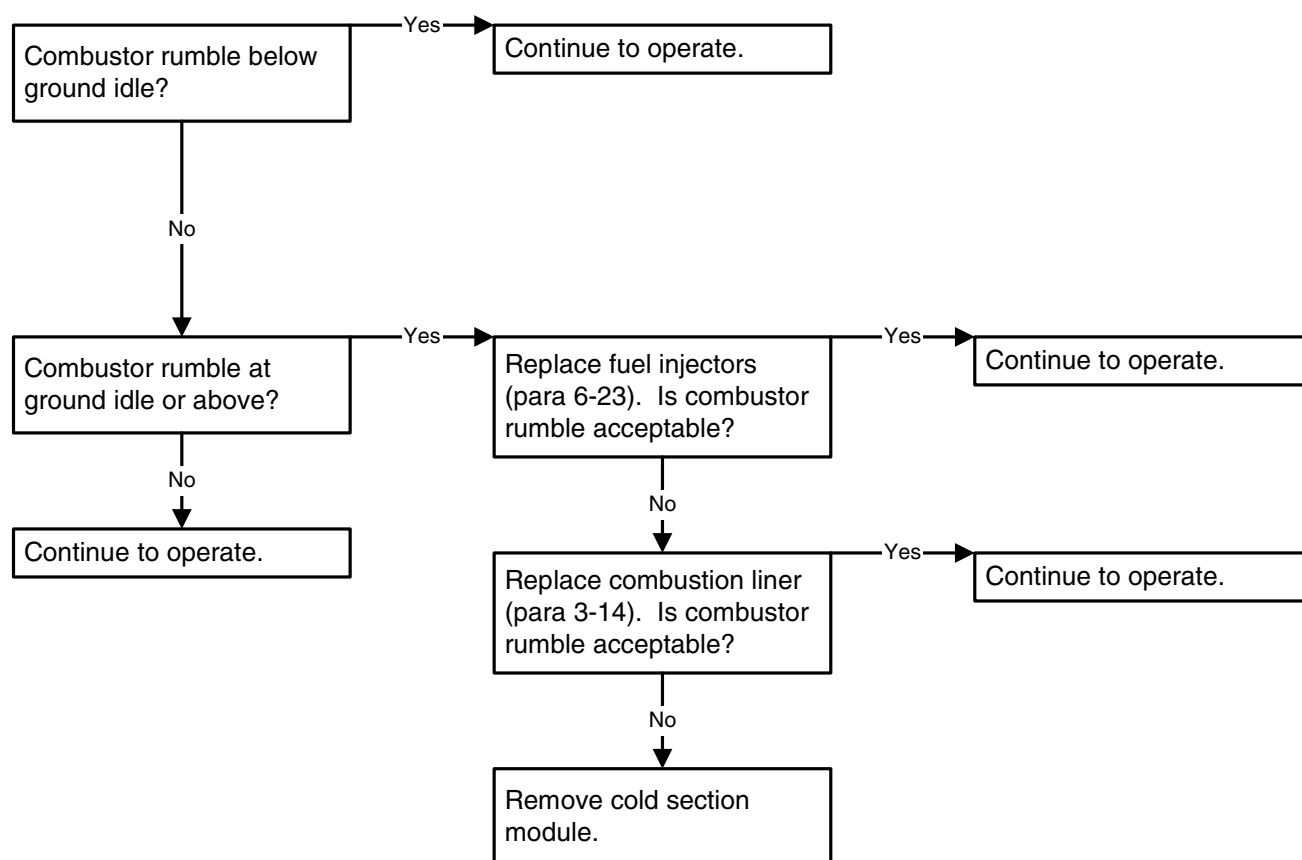 Combustor rumble below
ground idle?
Yes
Continue to operate.
No
Combustor rumble at
ground idle or above?
Yes
Replace fuel injectors
(para 6-23).  Is combustor
rumble acceptable?
Yes
Continue to operate.
No
Continue to operate.
No
Replace combustion liner
(para 3-14).  Is combustor
rumble acceptable?
Yes
Continue to operate.
No
Remove cold section
module.